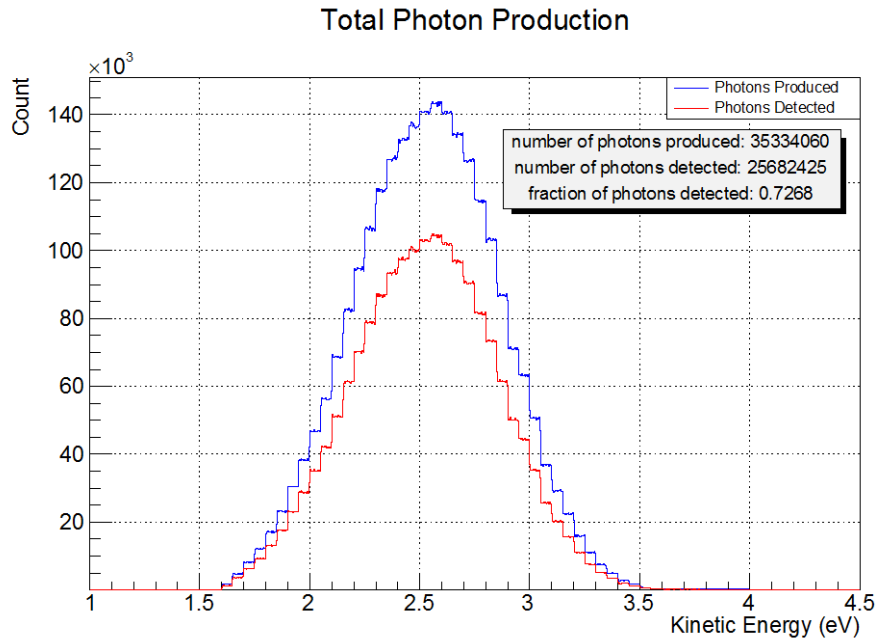 Total Photon Production
×10³
Count
Photons Produced
Photons Detected
number of photons produced: 35334060
number of photons detected: 25682425
fraction of photons detected: 0.7268
140
120
100
80
60
40
20
1 1.5 2 2.5 3 3.5 4 4.5
Kinetic Energy (eV)